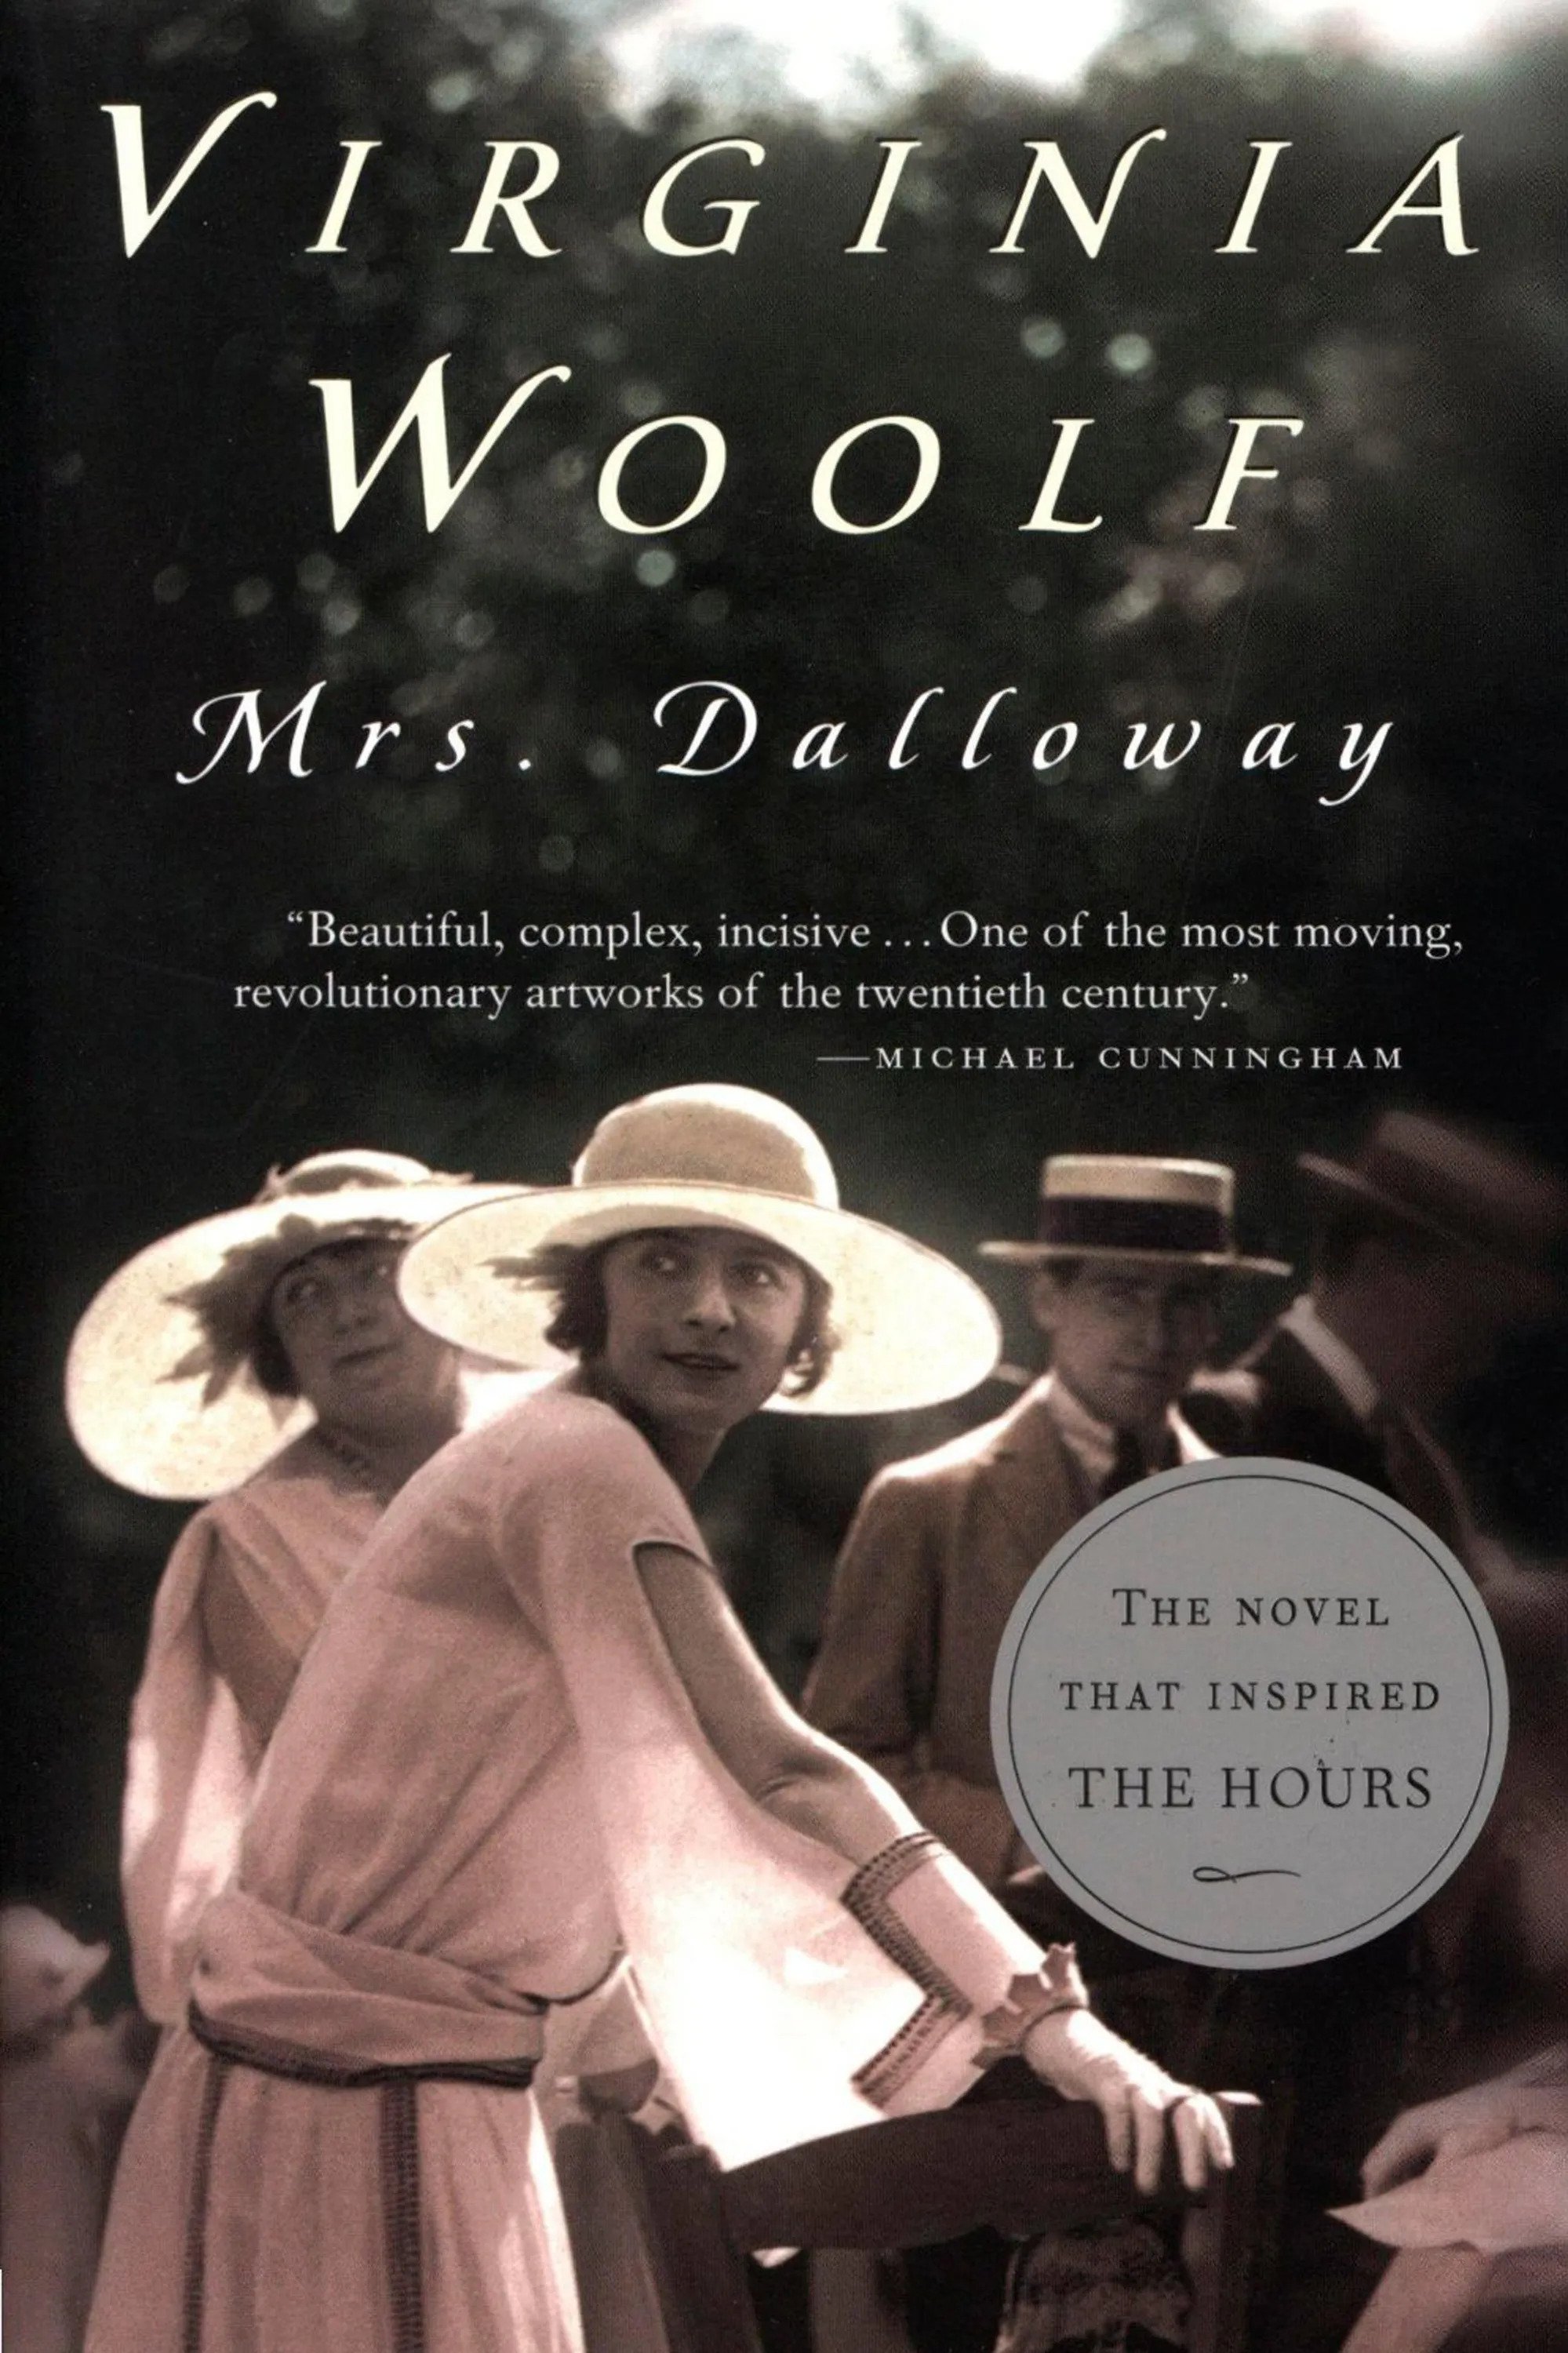 VIRGINIA
WOOLF
Mrs. Dalloway
“Beautiful, complex, incisive ... One of the most moving,
revolutionary artworks of the twentieth century.”
—MICHAEL CUNNINGHAM
THE NOVEL
THAT INSPIRED
THE HOURS